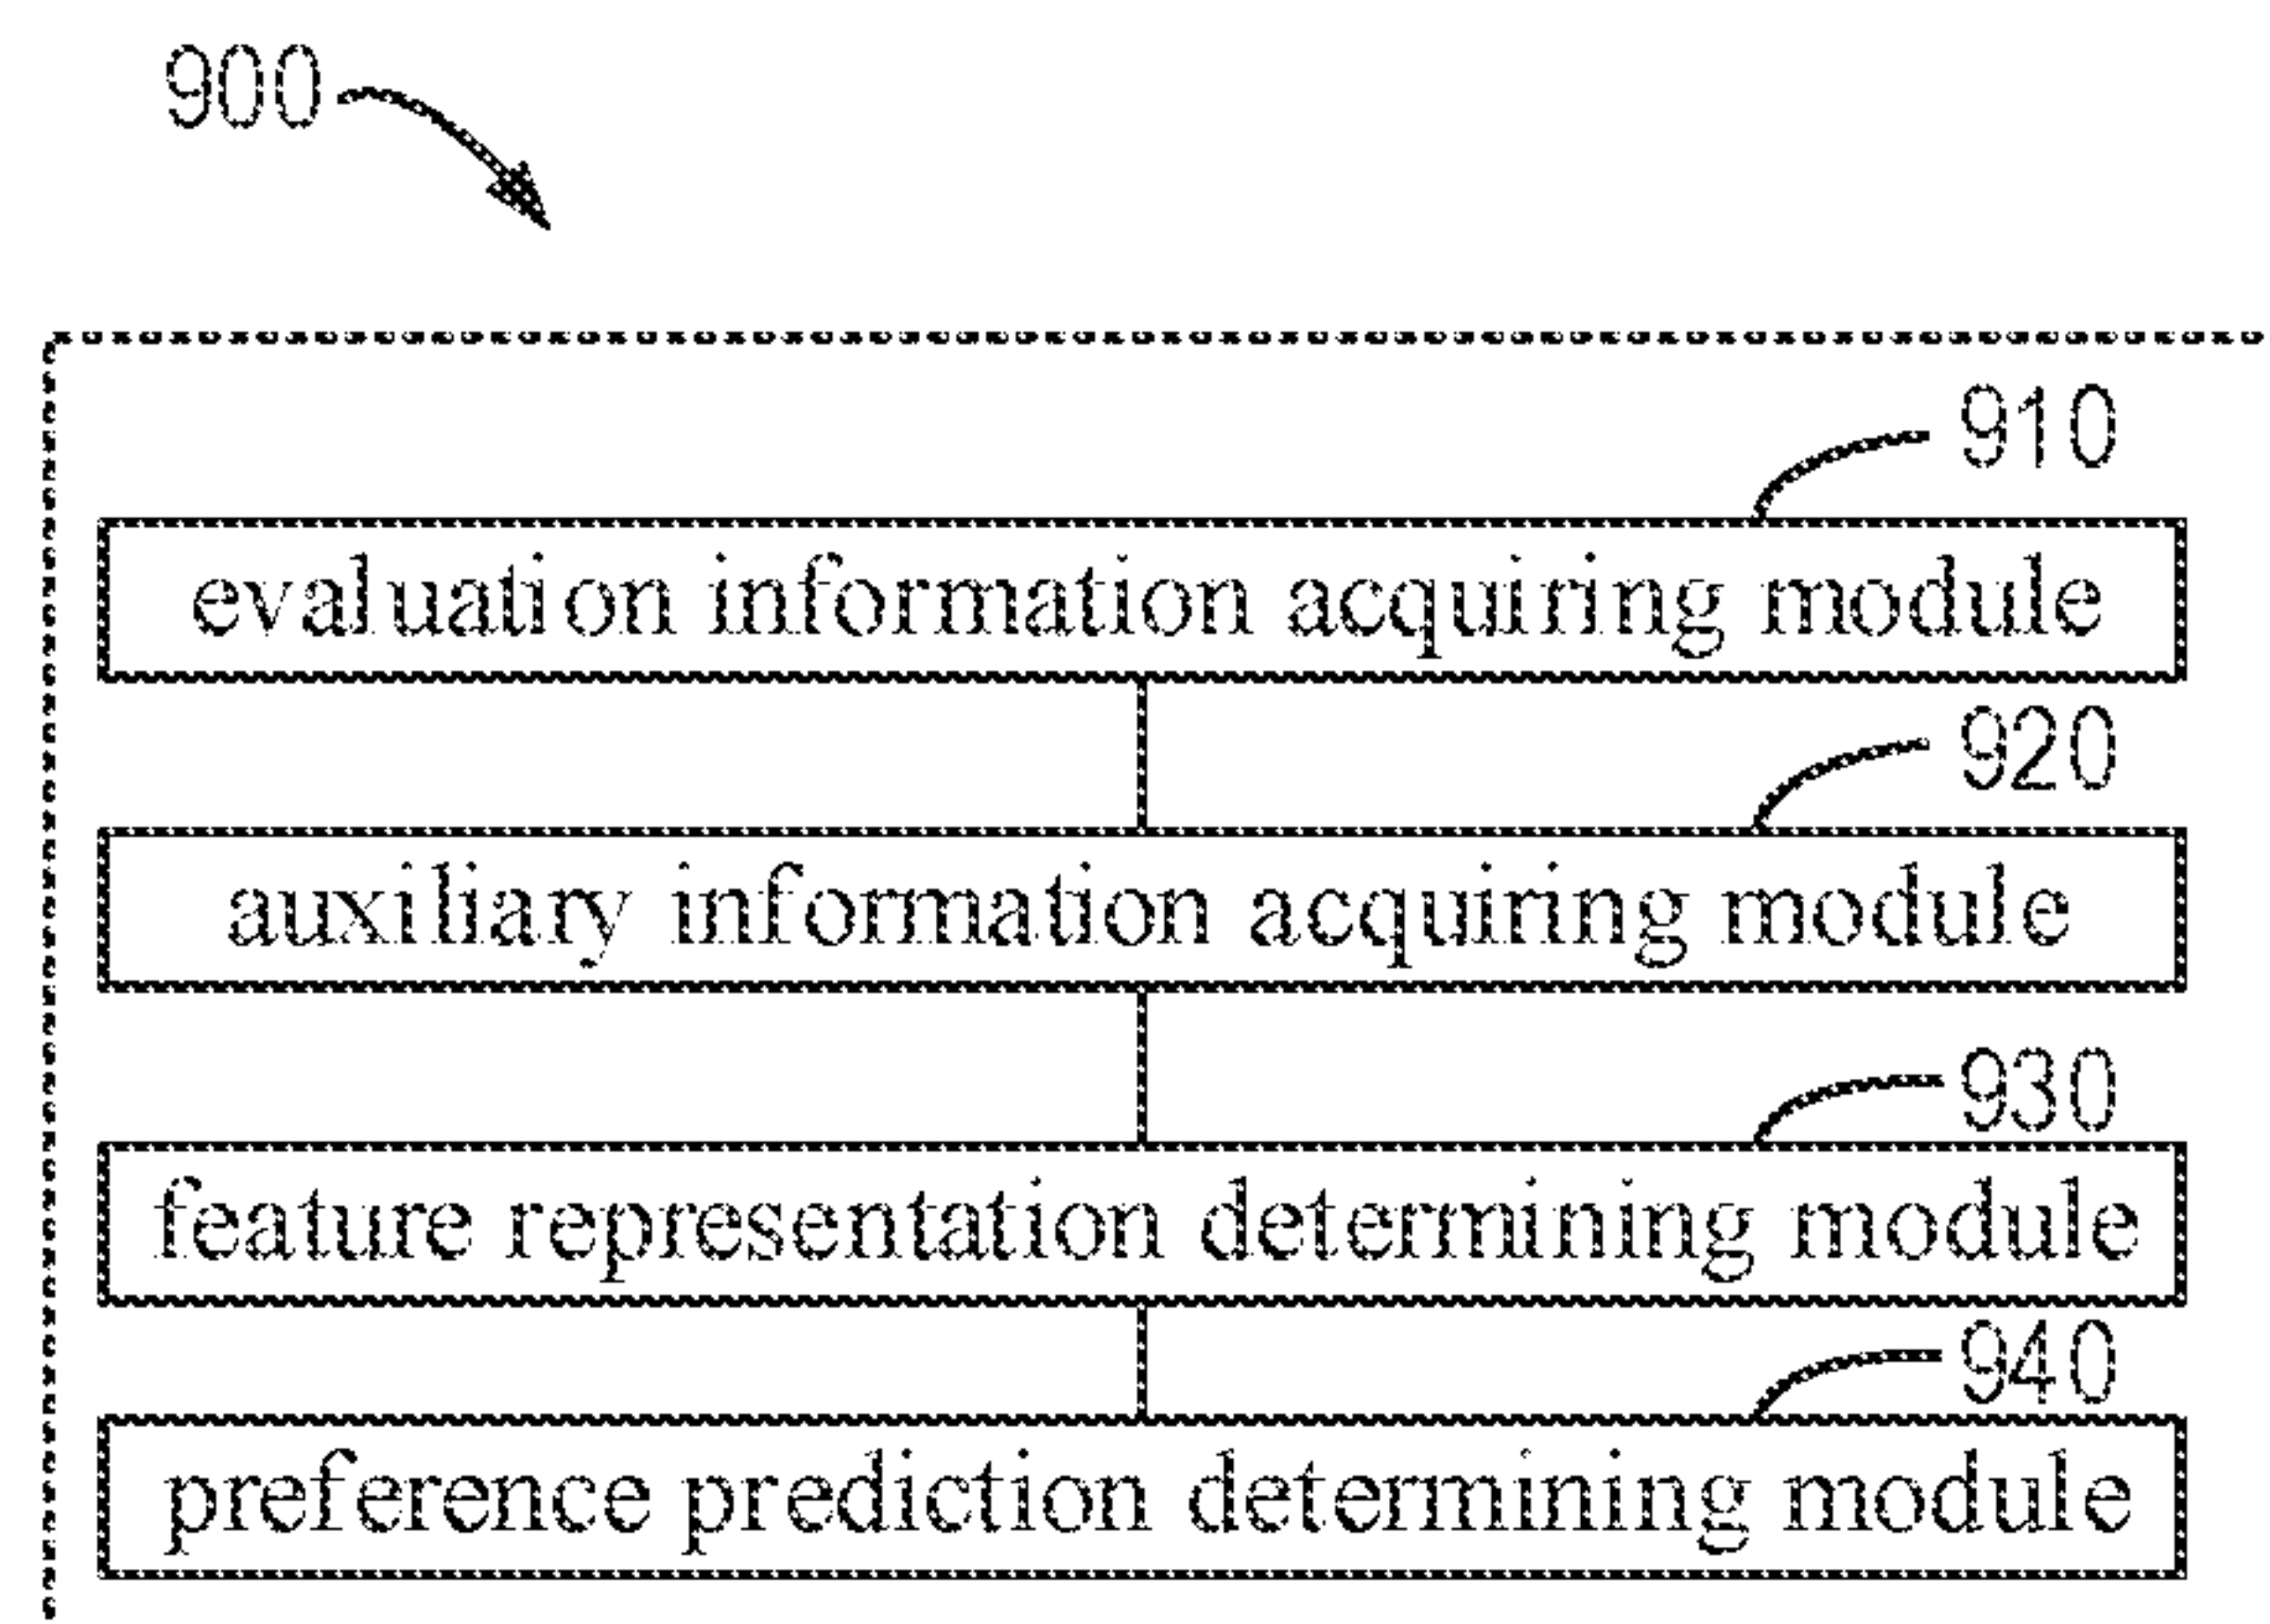 900
910
evaluation information acquiring module
920
auxiliary information acquiring module
930
feature representation determining module
940
preference prediction determining module